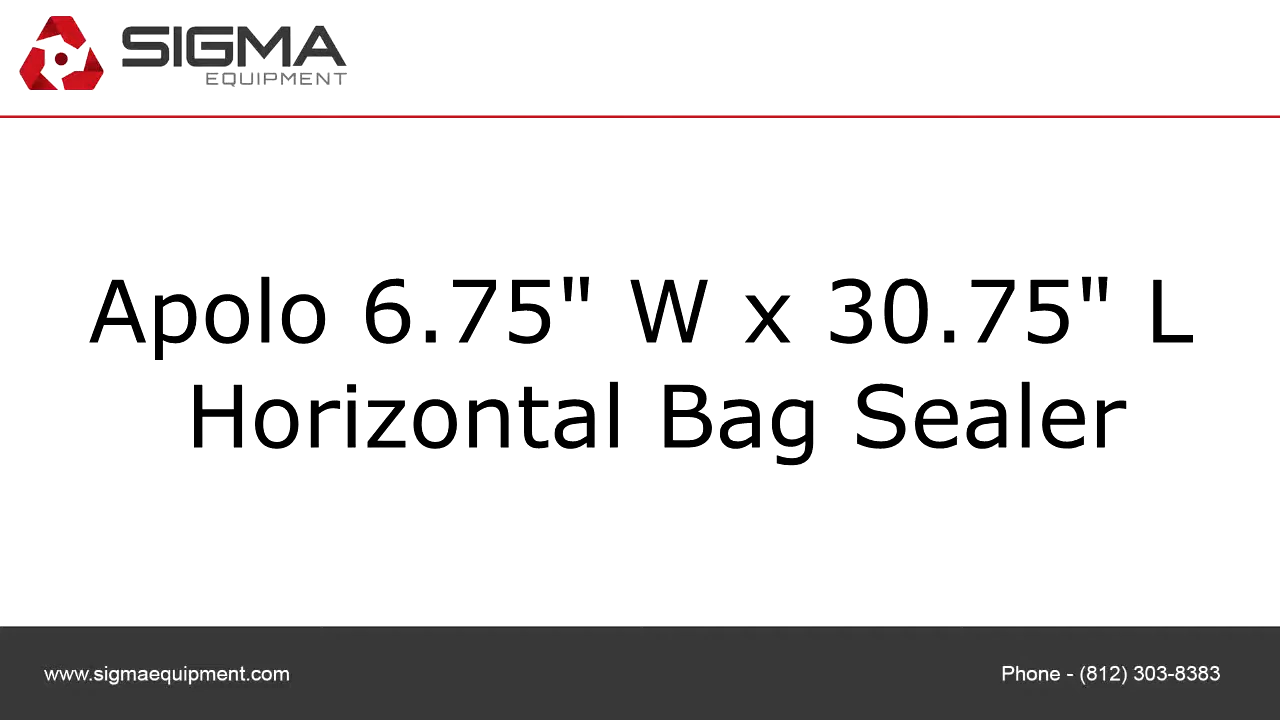 SIGMA
EQUIPMENT
Apolo 6.75" W x 30.75" L
Horizontal Bag Sealer
www.sigmaequipment.com
Phone - (812) 303-8383